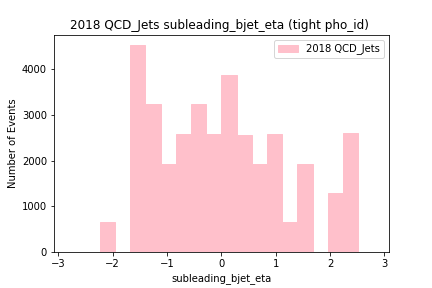 2018 QCD_Jets subleading_bjet_eta (tight pho_id)
2018 QCD_Jets
Number of Events
4000
3000
2000
1000
0
−3 −2 −1 0 1 2 3
subleading_bjet_eta